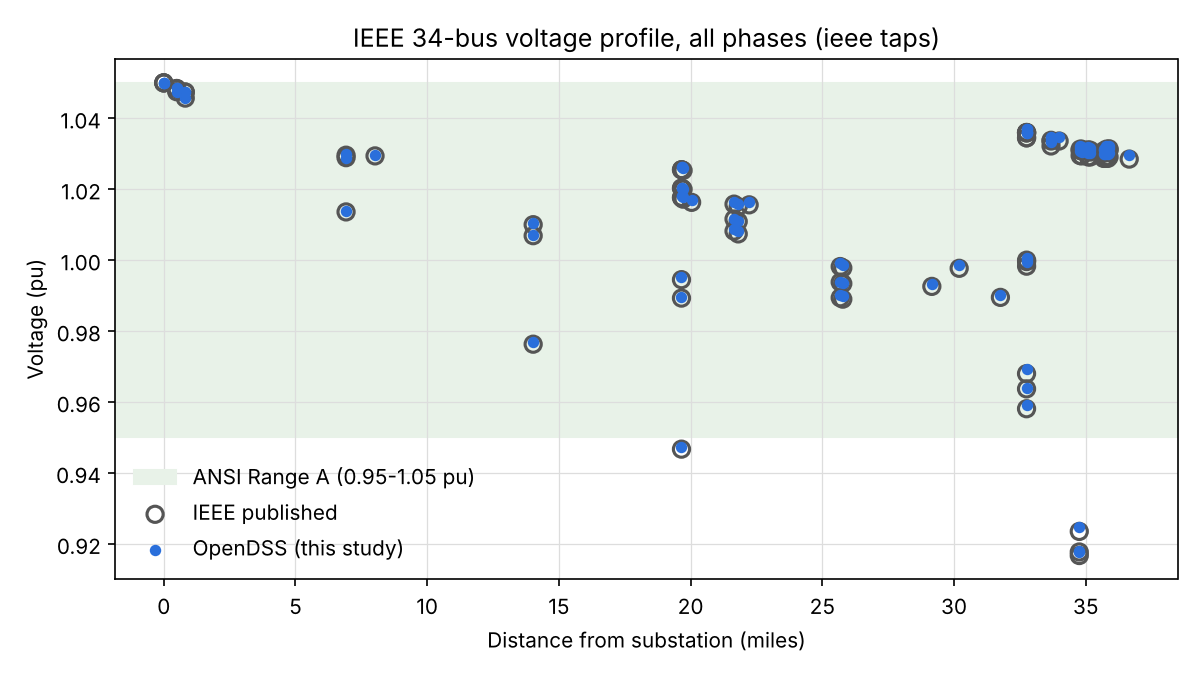 IEEE 34-bus voltage profile, all phases (ieee taps)
Voltage (pu)
1.04
1.02
1.00
0.98
0.96
0.94
0.92
ANSI Range A (0.95-1.05 pu)
IEEE published
OpenDSS (this study)
0 5 10 15 20 25 30 35
Distance from substation (miles)